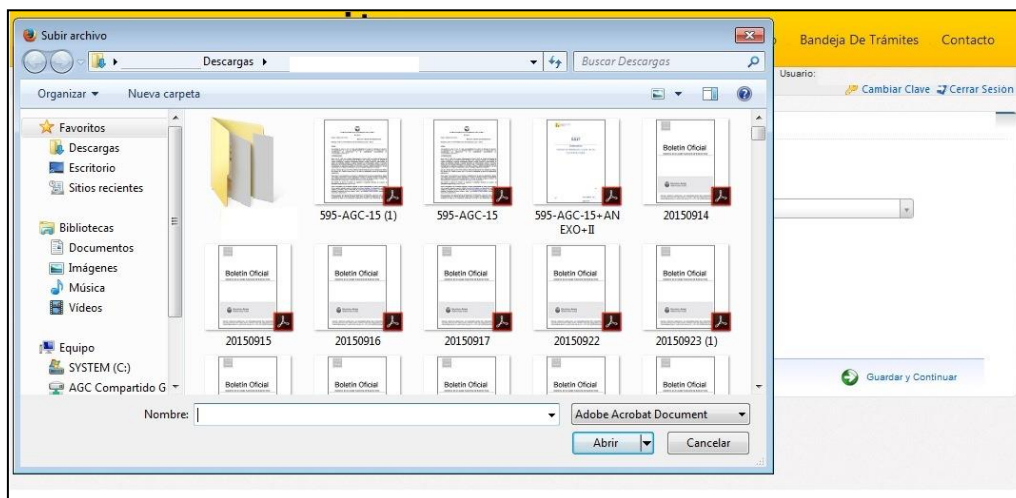 Subir archivo
Bandeja De Trámites
Contacto
Descargas
Buscar Descargas
Usuario:
Cambiar Clave
Cerrar Sesión
Organizar
Nueva carpeta
Favoritos
Descargas
Escritorio
Sitios recientes
Bibliotecas
Documentos
Imágenes
Música
Vídeos
Equipo
SYSTEM (C:)
AGC Compartido G
595-AGC-15 (1)
595-AGC-15
595-AGC-15+AN
EXO+II
Boletín Oficial
20150914
Boletín Oficial
20150915
Boletín Oficial
20150916
Boletín Oficial
20150917
Boletín Oficial
20150922
Boletín Oficial
20150923 (1)
Boletín Oficial
Boletín Oficial
Boletín Oficial
Boletín Oficial
Boletín Oficial
Guardar y Continuar
Nombre:
Adobe Acrobat Document
Abrir
Cancelar